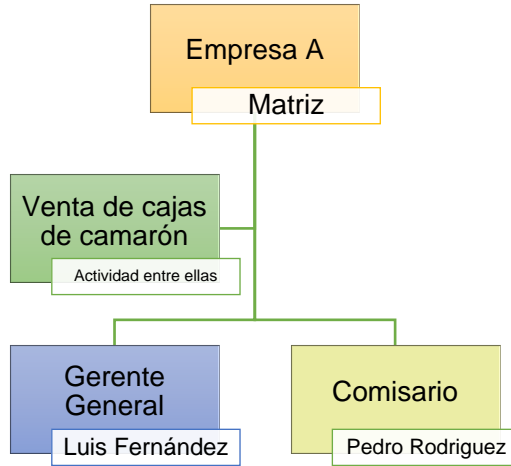 Empresa A
Matriz
Venta de cajas
de camarón
Actividad entre ellas
Gerente
General
Luis Fernández
Comisario
Pedro Rodriguez